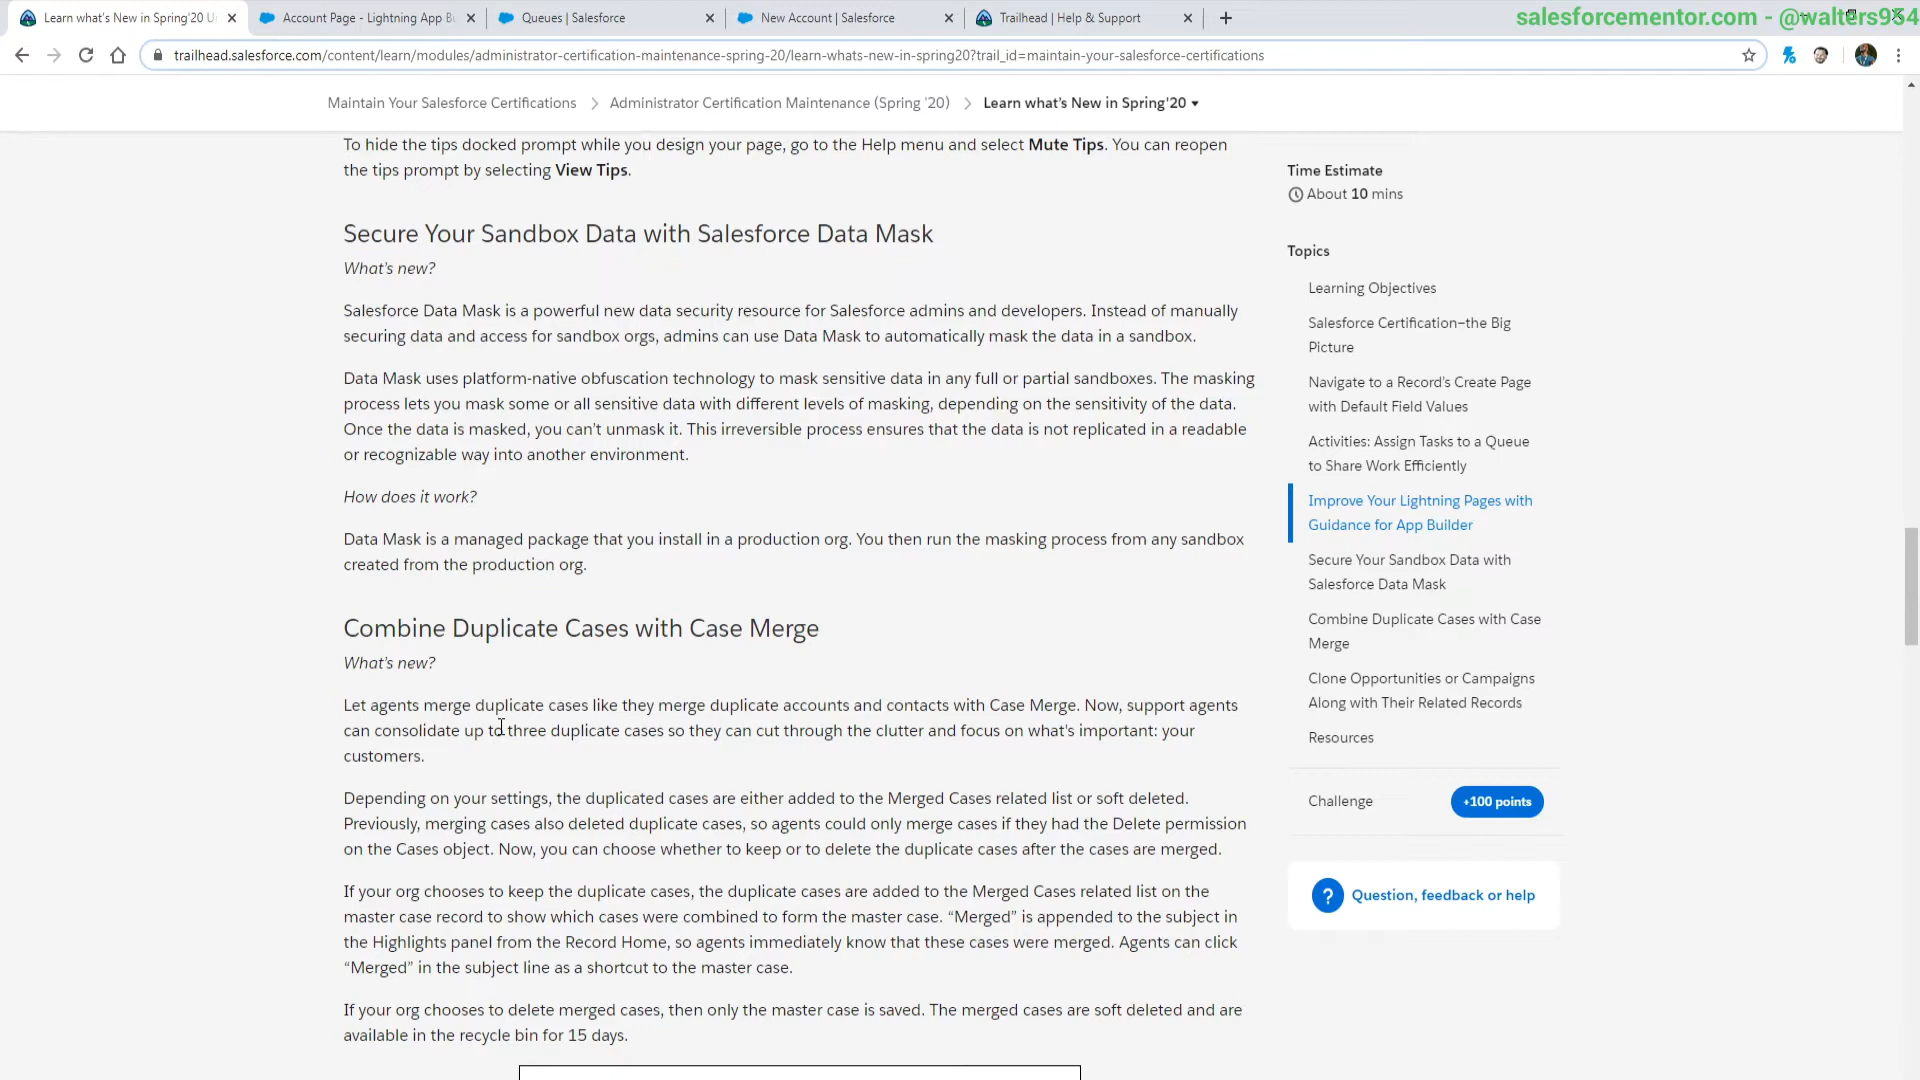 Learn what's New in Spring'20 U
Account Page - Lightning App Bu
Queues | Salesforce
New Account | Salesforce
Trailhead | Help & Support
salesforcementor.com - @walters954
trailhead.salesforce.com/content/learn/modules/administrator-certification-maintenance-spring-20/learn-whats-new-in-spring20?trail_id=maintain-your-salesforce-certifications
Maintain Your Salesforce Certifications
Administrator Certification Maintenance (Spring '20)
Learn what's New in Spring'20
To hide the tips docked prompt while you design your page, go to the Help menu and select Mute Tips. You can reopen
the tips prompt by selecting View Tips.
Secure Your Sandbox Data with Salesforce Data Mask
What's new?
Salesforce Data Mask is a powerful new data security resource for Salesforce admins and developers. Instead of manually
securing data and access for sandbox orgs, admins can use Data Mask to automatically mask the data in a sandbox.
Data Mask uses platform-native obfuscation technology to mask sensitive data in any full or partial sandboxes. The masking
process lets you mask some or all sensitive data with different levels of masking, depending on the sensitivity of the data.
Once the data is masked, you can't unmask it. This irreversible process ensures that the data is not replicated in a readable
or recognizable way into another environment.
How does it work?
Data Mask is a managed package that you install in a production org. You then run the masking process from any sandbox
created from the production org.
Combine Duplicate Cases with Case Merge
What's new?
Let agents merge duplicate cases like they merge duplicate accounts and contacts with Case Merge. Now, support agents
can consolidate up to three duplicate cases so they can cut through the clutter and focus on what's important: your
customers.
Depending on your settings, the duplicated cases are either added to the Merged Cases related list or soft deleted.
Previously, merging cases also deleted duplicate cases, so agents could only merge cases if they had the Delete permission
on the Cases object. Now, you can choose whether to keep or to delete the duplicate cases after the cases are merged.
If your org chooses to keep the duplicate cases, the duplicate cases are added to the Merged Cases related list on the
master case record to show which cases were combined to form the master case. “Merged” is appended to the subject in
the Highlights panel from the Record Home, so agents immediately know that these cases were merged. Agents can click
“Merged” in the subject line as a shortcut to the master case.
If your org chooses to delete merged cases, then only the master case is saved. The merged cases are soft deleted and are
available in the recycle bin for 15 days.
Time Estimate
About 10 mins
Topics
Learning Objectives
Salesforce Certification–the Big
Picture
Navigate to a Record's Create Page
with Default Field Values
Activities: Assign Tasks to a Queue
to Share Work Efficiently
Improve Your Lightning Pages with
Guidance for App Builder
Secure Your Sandbox Data with
Salesforce Data Mask
Combine Duplicate Cases with Case
Merge
Clone Opportunities or Campaigns
Along with Their Related Records
Resources
Challenge
+100 points
? Question, feedback or help